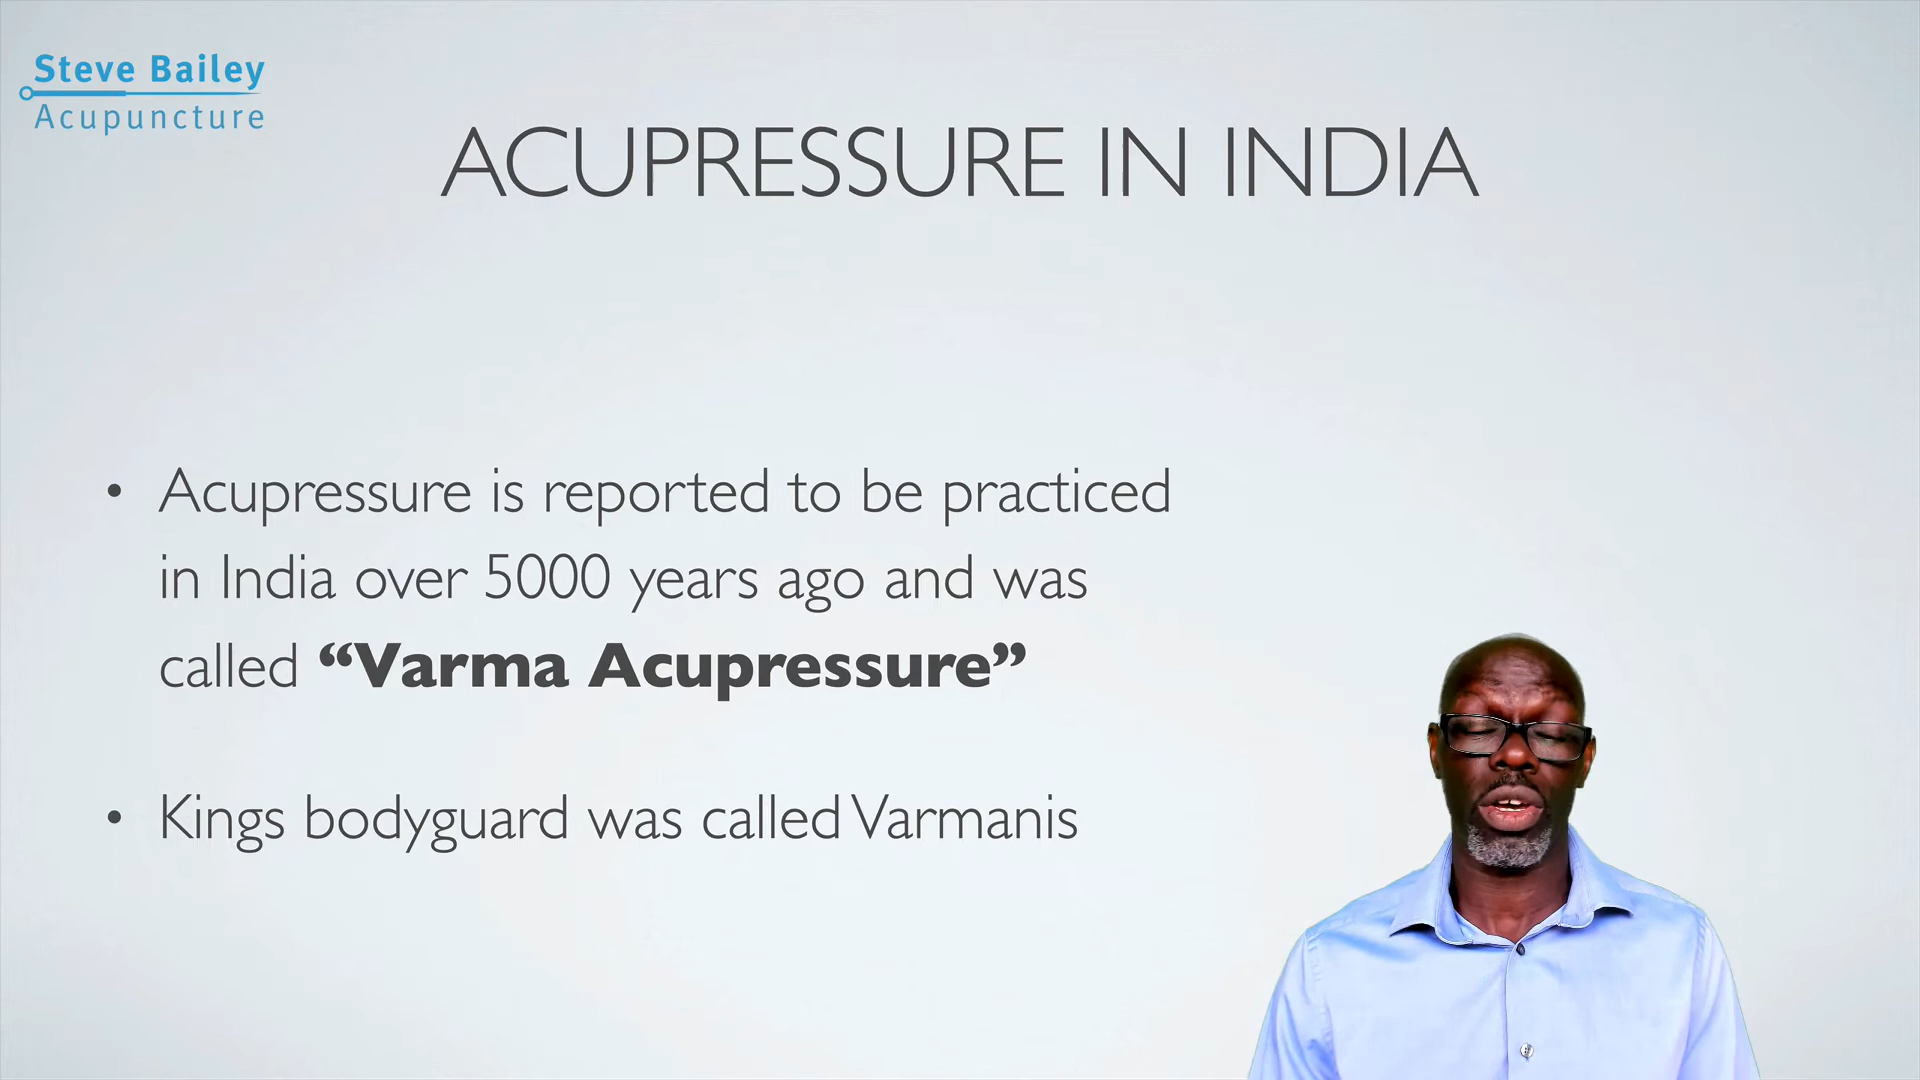 Steve Bailey
Acupuncture
ACUPRESSURE IN INDIA
• Acupressure is reported to be practiced
in India over 5000 years ago and was
called “Varma Acupressure”
• Kings bodyguard was called Varmanis